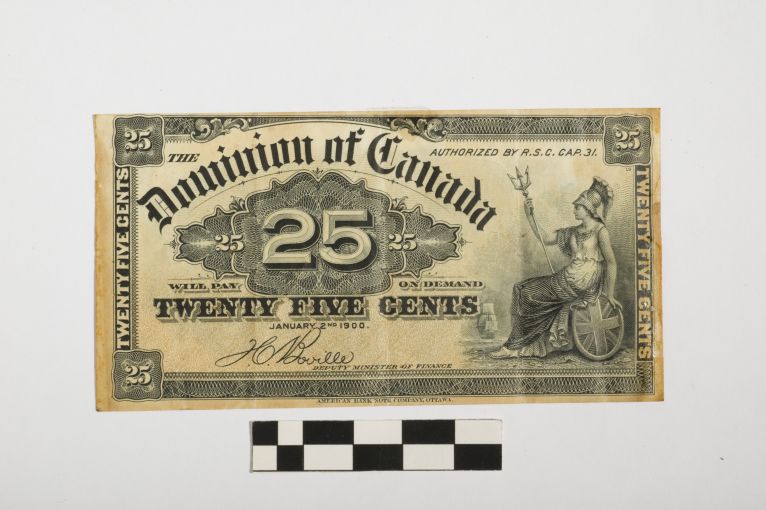 25 25
THE Dominion of Canada
AUTHORIZED BY R.S.C. CAP. 31.
TWENTY FIVE CENTS
25 25 25
TWENTY FIVE CENTS
WILL PAY ON DEMAND
TWENTY FIVE CENTS
JANUARY 2ND 1900.
J.C. Boville
DEPUTY MINISTER OF FINANCE
25
AMERICAN BANK NOTE COMPANY, OTTAWA.